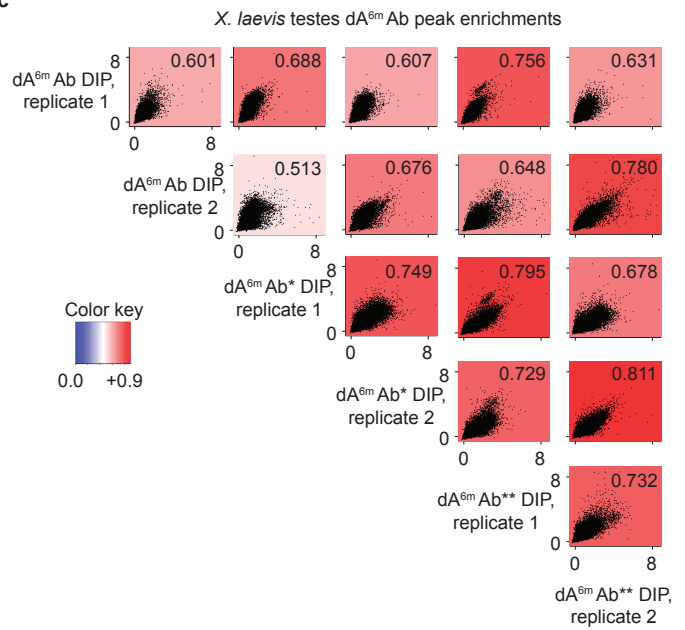 c
X. laevis testes dA⁶ᵐ Ab peak enrichments
dA⁶ᵐ Ab DIP,
replicate 1
8
0
0.601
0.688
0.607
0.756
0.631
0
8
dA⁶ᵐ Ab DIP,
replicate 2
8
0
0.513
0.676
0.648
0.780
0
8
dA⁶ᵐ Ab* DIP,
replicate 1
8
0
0.749
0.795
0.678
0
8
Color key
0.0
+0.9
dA⁶ᵐ Ab* DIP,
replicate 2
8
0
0.729
0.811
0
8
dA⁶ᵐ Ab** DIP,
replicate 1
8
0
0.732
0
8
dA⁶ᵐ Ab** DIP,
replicate 2